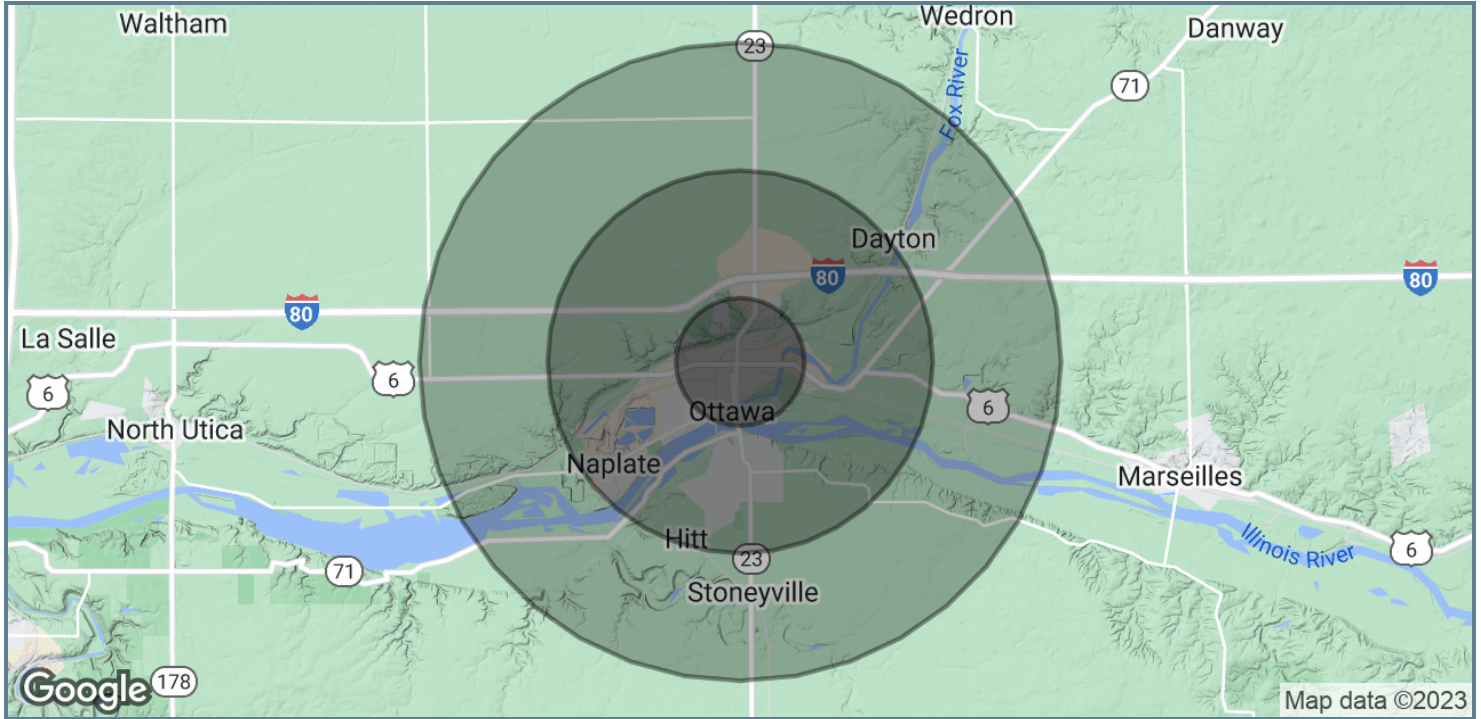 Waltham
Wedron
Danway
23
71
Fox River
Dayton
80
80
80
La Salle
6
6
6
North Utica
Ottawa
Naplate
Marseilles
Hitt
23
Illinois River
6
71
Stoneyville
178
Google
Map data ©2023